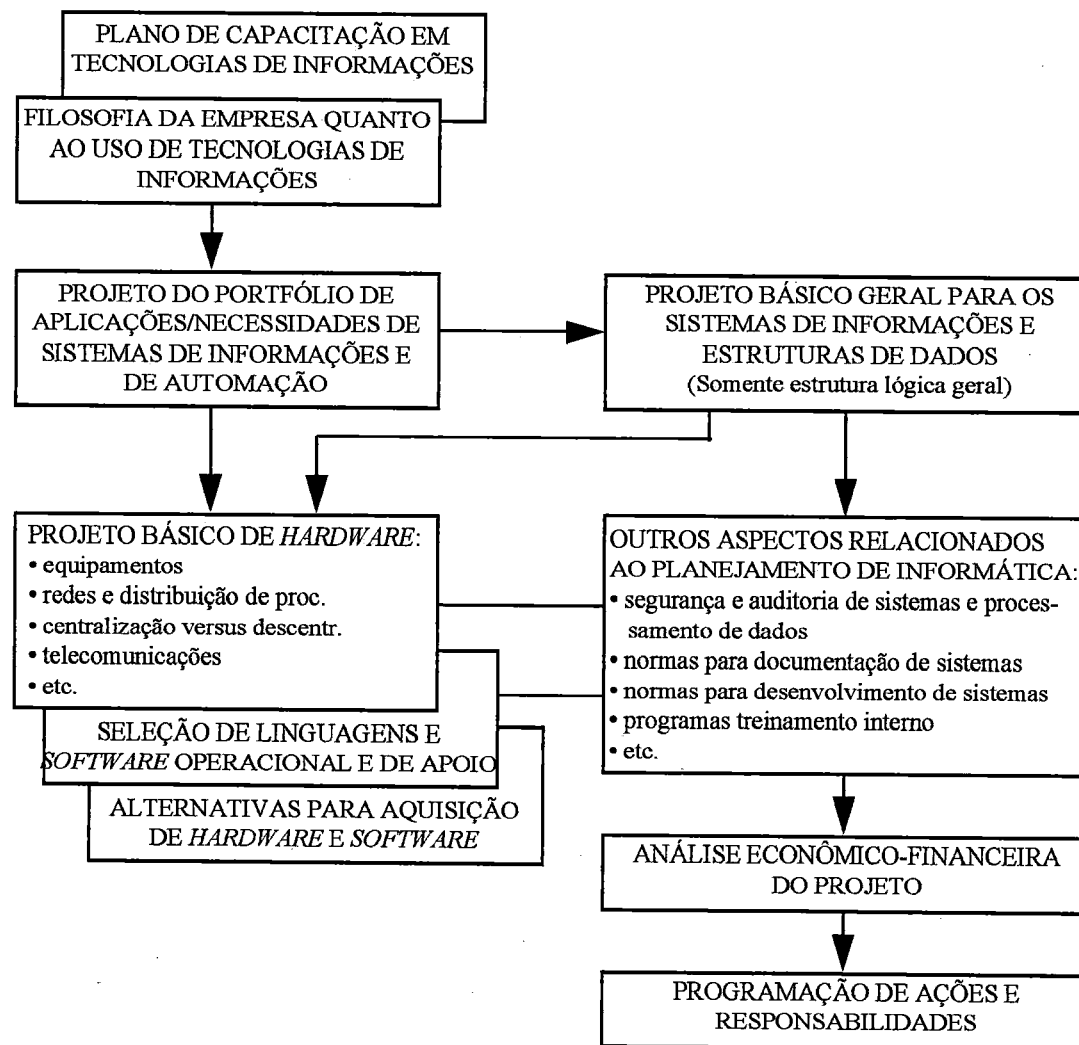 PLANO DE CAPACITAÇÃO EM
TECNOLOGIAS DE INFORMAÇÕES
FILOSOFIA DA EMPRESA QUANTO
AO USO DE TECNOLOGIAS DE
INFORMAÇÕES
PROJETO DO PORTFÓLIO DE
APLICAÇÕES/NECESSIDADES DE
SISTEMAS DE INFORMAÇÕES E
DE AUTOMAÇÃO
PROJETO BÁSICO GERAL PARA OS
SISTEMAS DE INFORMAÇÕES E
ESTRUTURAS DE DADOS
(Somente estrutura lógica geral)
PROJETO BÁSICO DE HARDWARE:
• equipamentos
• redes e distribuição de proc.
• centralização versus descentr.
• telecomunicações
• etc.
SELEÇÃO DE LINGUAGENS E
SOFTWARE OPERACIONAL E DE APOIO
ALTERNATIVAS PARA AQUISIÇÃO
DE HARDWARE E SOFTWARE
OUTROS ASPECTOS RELACIONADOS
AO PLANEJAMENTO DE INFORMÁTICA:
• segurança e auditoria de sistemas e proces-
samento de dados
• normas para documentação de sistemas
• normas para desenvolvimento de sistemas
• programas treinamento interno
• etc.
ANÁLISE ECONÔMICO-FINANCEIRA
DO PROJETO
PROGRAMAÇÃO DE AÇÕES E
RESPONSABILIDADES